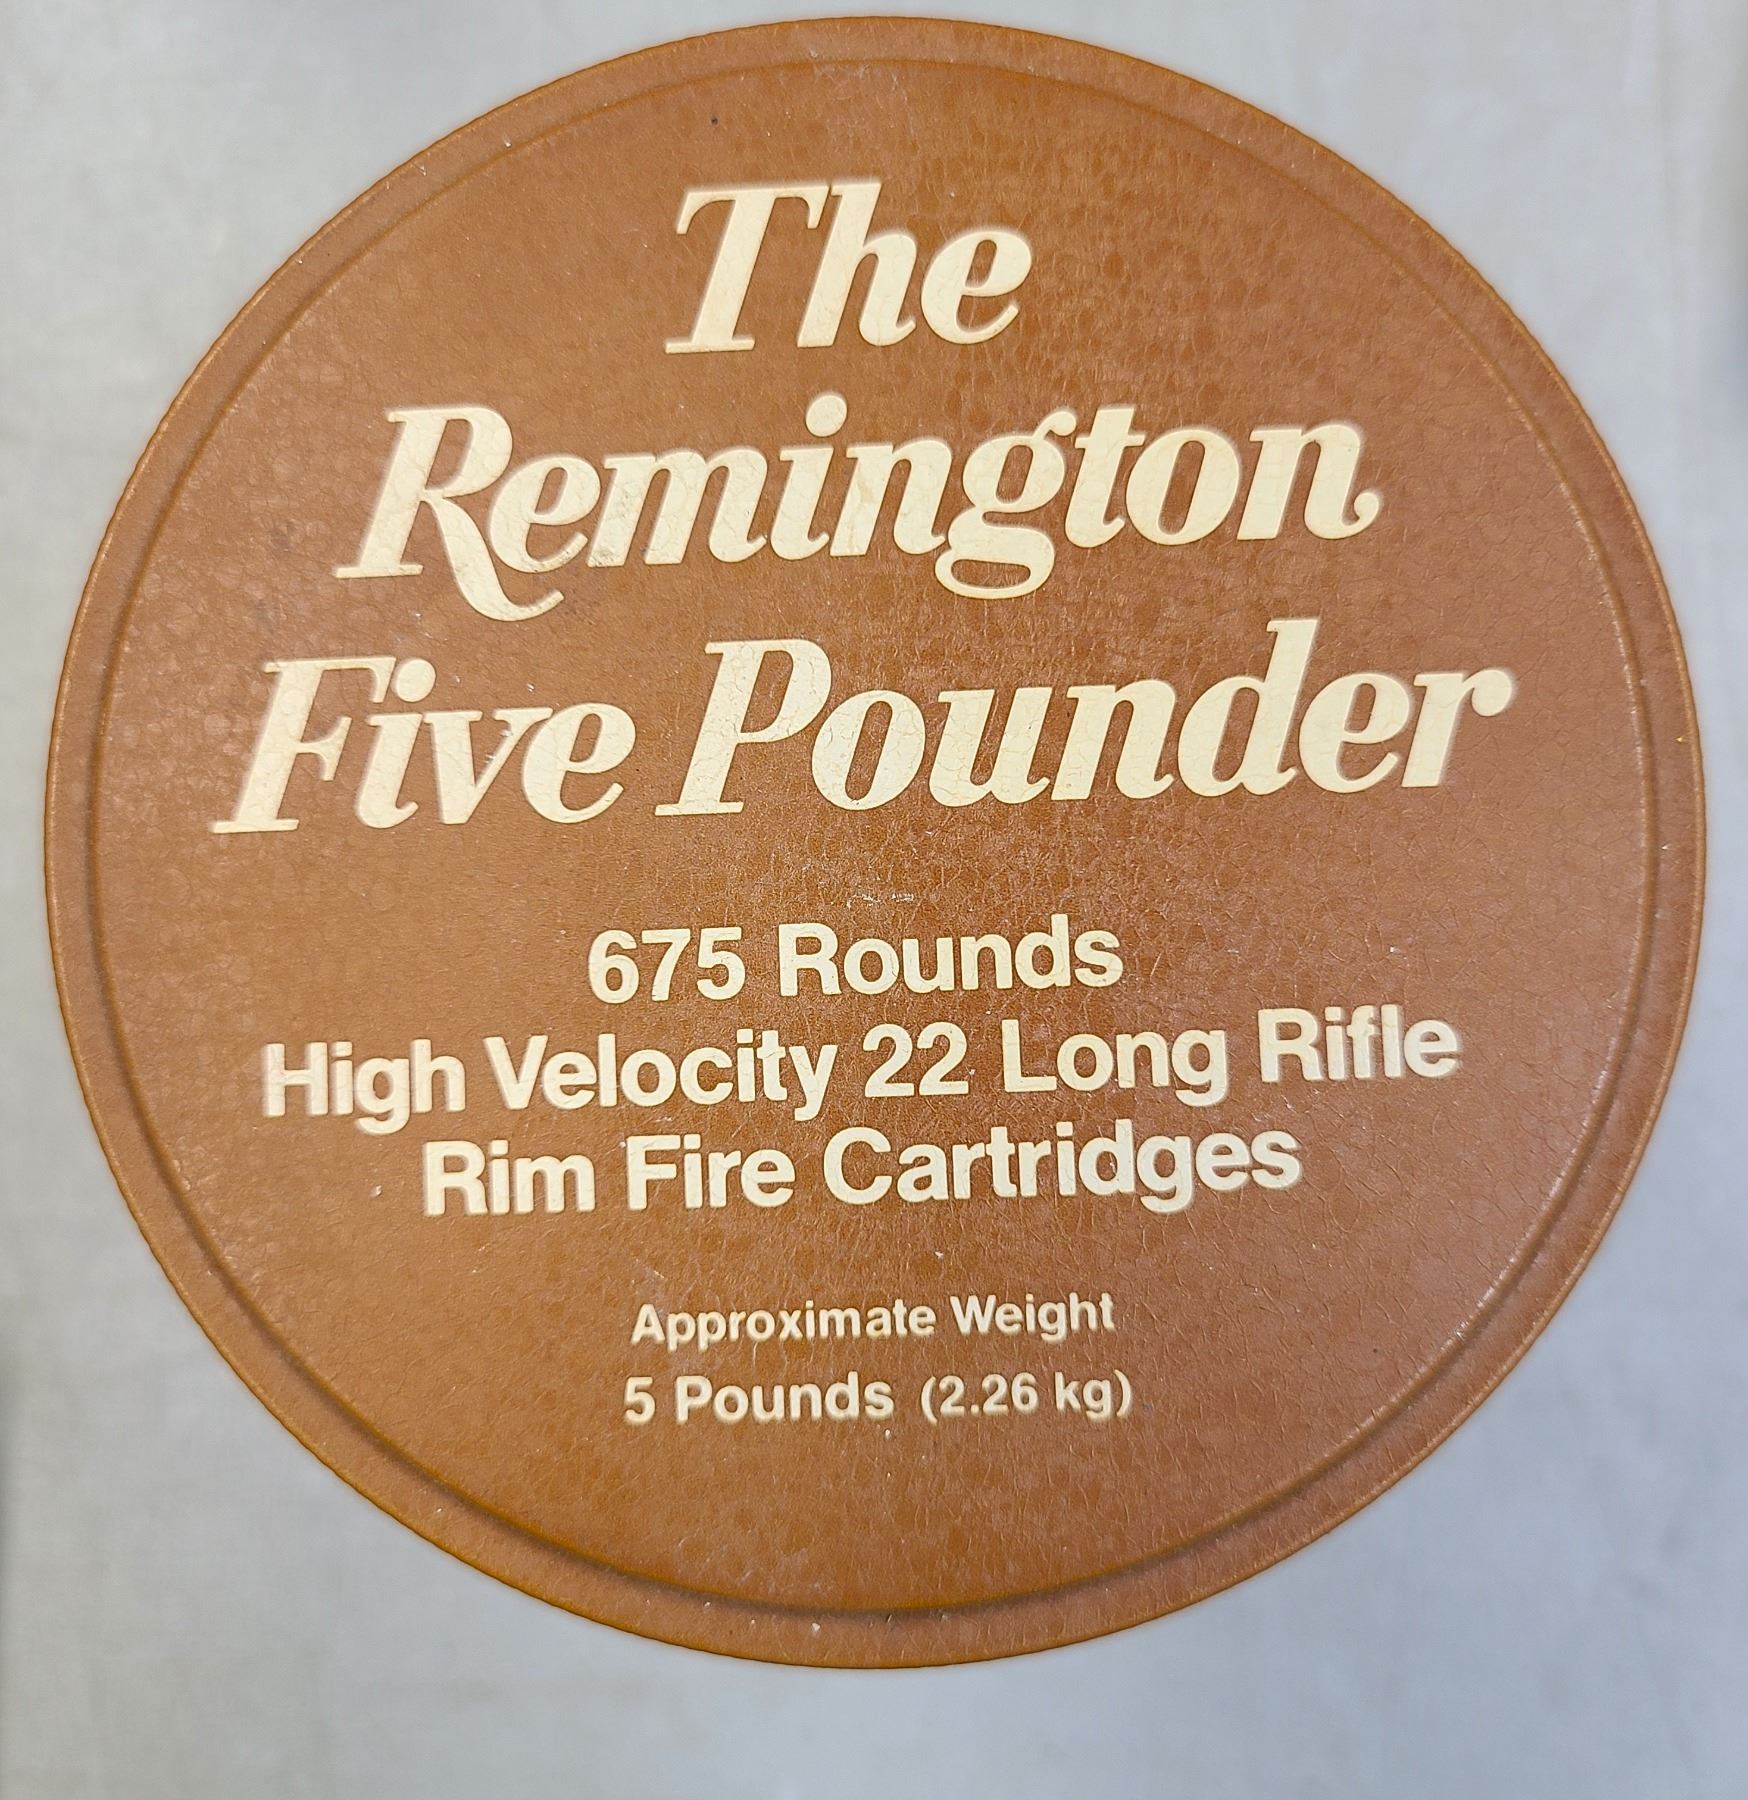 The
Remington
Five Pounder
675 Rounds
High Velocity 22 Long Rifle
Rim Fire Cartridges
Approximate Weight
5 Pounds (2.26 kg)